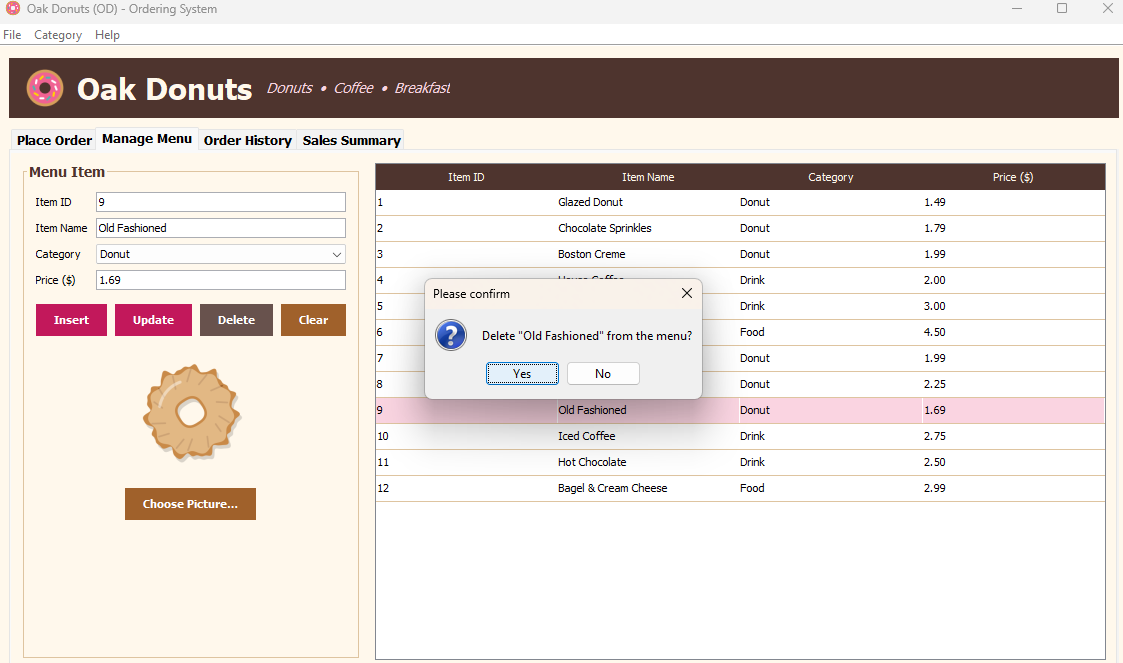 Oak Donuts (OD) - Ordering System
File Category Help
Oak Donuts Donuts • Coffee • Breakfast
Place Order Manage Menu Order History Sales Summary
Menu Item
Item ID 9
Item Name Old Fashioned
Category Donut
Price ($) 1.69
Insert Update Delete Clear
Choose Picture...
Item ID Item Name Category Price ($)
1 Glazed Donut Donut 1.49
2 Chocolate Sprinkles Donut 1.79
3 Boston Creme Donut 1.99
4 Drink 2.00
5 Drink 3.00
6 Food 4.50
7 Donut 1.99
8 Donut 2.25
9 Old Fashioned Donut 1.69
10 Iced Coffee Drink 2.75
11 Hot Chocolate Drink 2.50
12 Bagel & Cream Cheese Food 2.99
Please confirm
Delete "Old Fashioned" from the menu?
Yes No